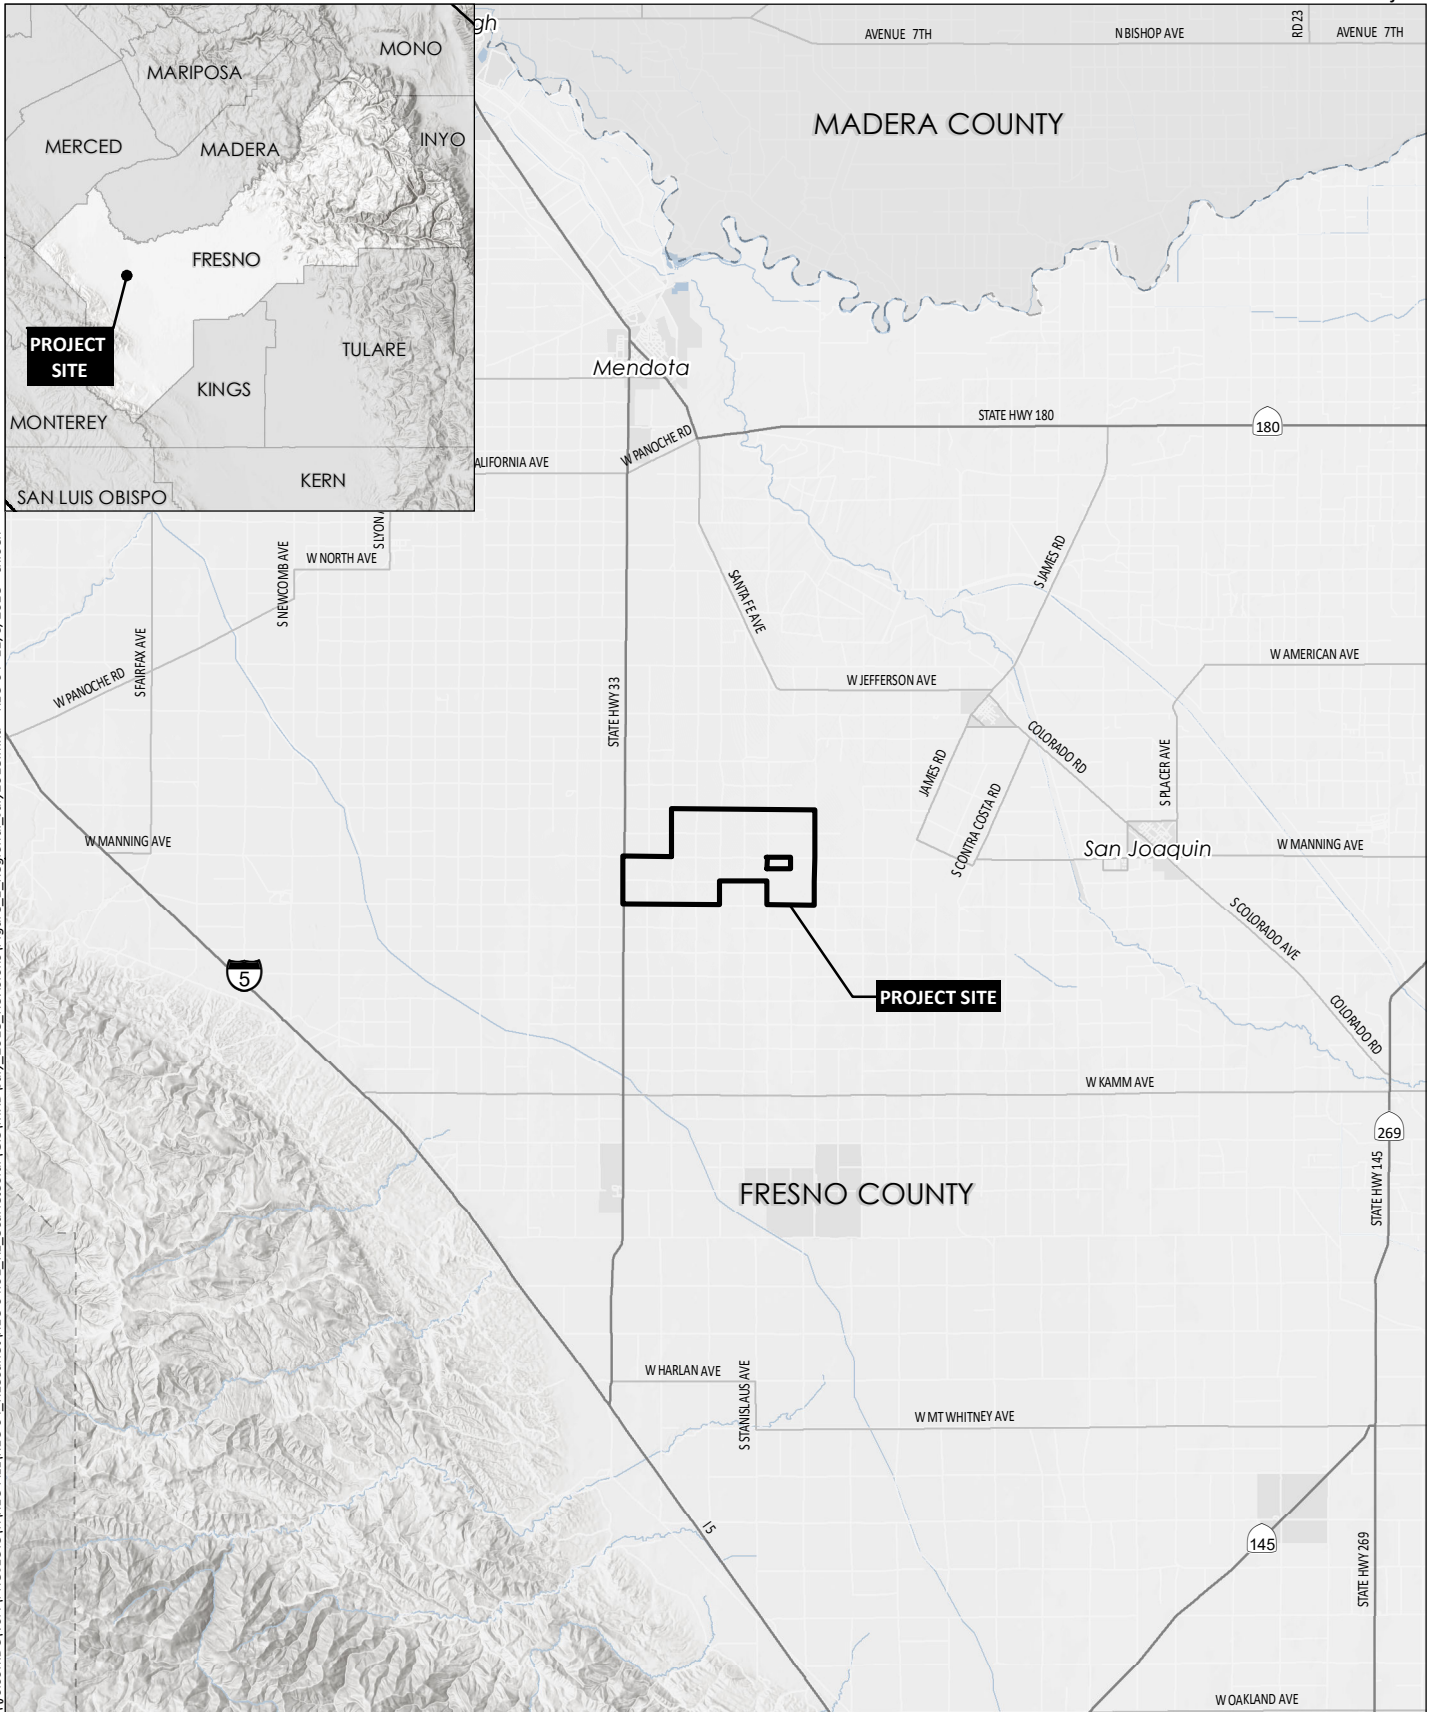 MONO
MARIPOSA
MERCED
MADERA
INYO
FRESNO
PROJECT
SITE
TULARE
KINGS
MONTEREY
KERN
SAN LUIS OBISPO
AVENUE 7TH
N BISHOP AVE
RD 23
AVENUE 7TH
MADERA COUNTY
Mendota
STATE HWY 180
180
W PANOCHE RD
ALIFORNIA AVE
S LYON
W NORTH AVE
S NEWCOMB AVE
S FAIRFAX AVE
W PANOCHE RD
SANTA FE AVE
S JAMES RD
W AMERICAN AVE
W JEFFERSON AVE
STATE HWY 33
COLORADO RD
JAMES RD
S CONTRA COSTA RD
S PLACER AVE
W MANNING AVE
San Joaquin
W MANNING AVE
S COLORADO AVE
5
PROJECT SITE
COLORADO RD
W KAMM AVE
269
STATE HWY 145
FRESNO COUNTY
W HARLAN AVE
S STANISLAUS AVE
W MT WHITNEY AVE
I5
145
STATE HWY 269
W OAKLAND AVE